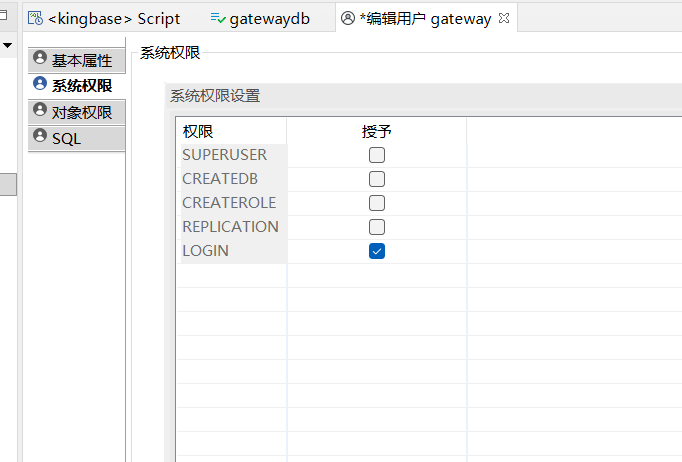 <kingbase> Script
gatewaydb
*编辑用户 gateway
基本属性
系统权限
对象权限
SQL
系统权限
系统权限设置
权限 授予
SUPERUSER
CREATEDB
CREATEROLE
REPLICATION
LOGIN